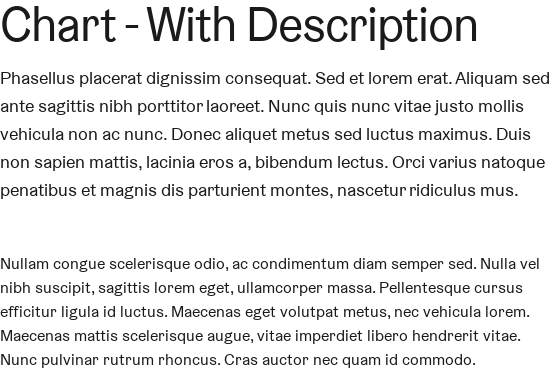 Chart - With Description
Phasellus placerat dignissim consequat. Sed et lorem erat. Aliquam sed
ante sagittis nibh porttitor laoreet. Nunc quis nunc vitae justo mollis
vehicula non ac nunc. Donec aliquet metus sed luctus maximus. Duis
non sapien mattis, lacinia eros a, bibendum lectus. Orci varius natoque
penatibus et magnis dis parturient montes, nascetur ridiculus mus.
Nullam congue scelerisque odio, ac condimentum diam semper sed. Nulla vel
nibh suscipit, sagittis lorem eget, ullamcorper massa. Pellentesque cursus
efficitur ligula id luctus. Maecenas eget volutpat metus, nec vehicula lorem.
Maecenas mattis scelerisque augue, vitae imperdiet libero hendrerit vitae.
Nunc pulvinar rutrum rhoncus. Cras auctor nec quam id commodo.